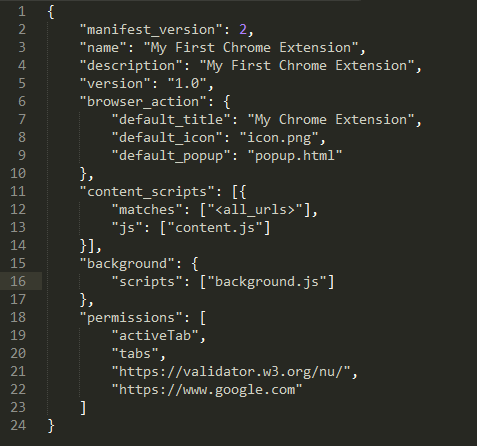 1 {
2     "manifest_version": 2,
3     "name": "My First Chrome Extension",
4     "description": "My First Chrome Extension",
5     "version": "1.0",
6     "browser_action": {
7         "default_title": "My Chrome Extension",
8         "default_icon": "icon.png",
9         "default_popup": "popup.html"
10     },
11     "content_scripts": [{
12         "matches": ["<all_urls>"],
13         "js": ["content.js"]
14     }],
15     "background": {
16         "scripts": ["background.js"]
17     },
18     "permissions": [
19         "activeTab",
20         "tabs",
21         "https://validator.w3.org/nu/",
22         "https://www.google.com"
23     ]
24 }